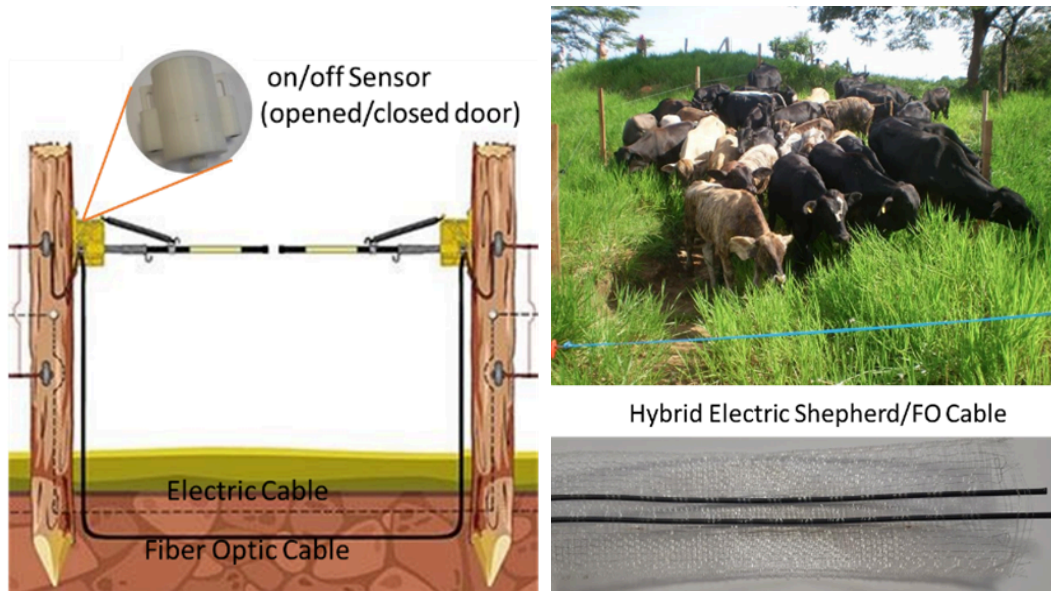 on/off Sensor
(opened/closed door)
Electric Cable
Fiber Optic Cable
Hybrid Electric Shepherd/FO Cable